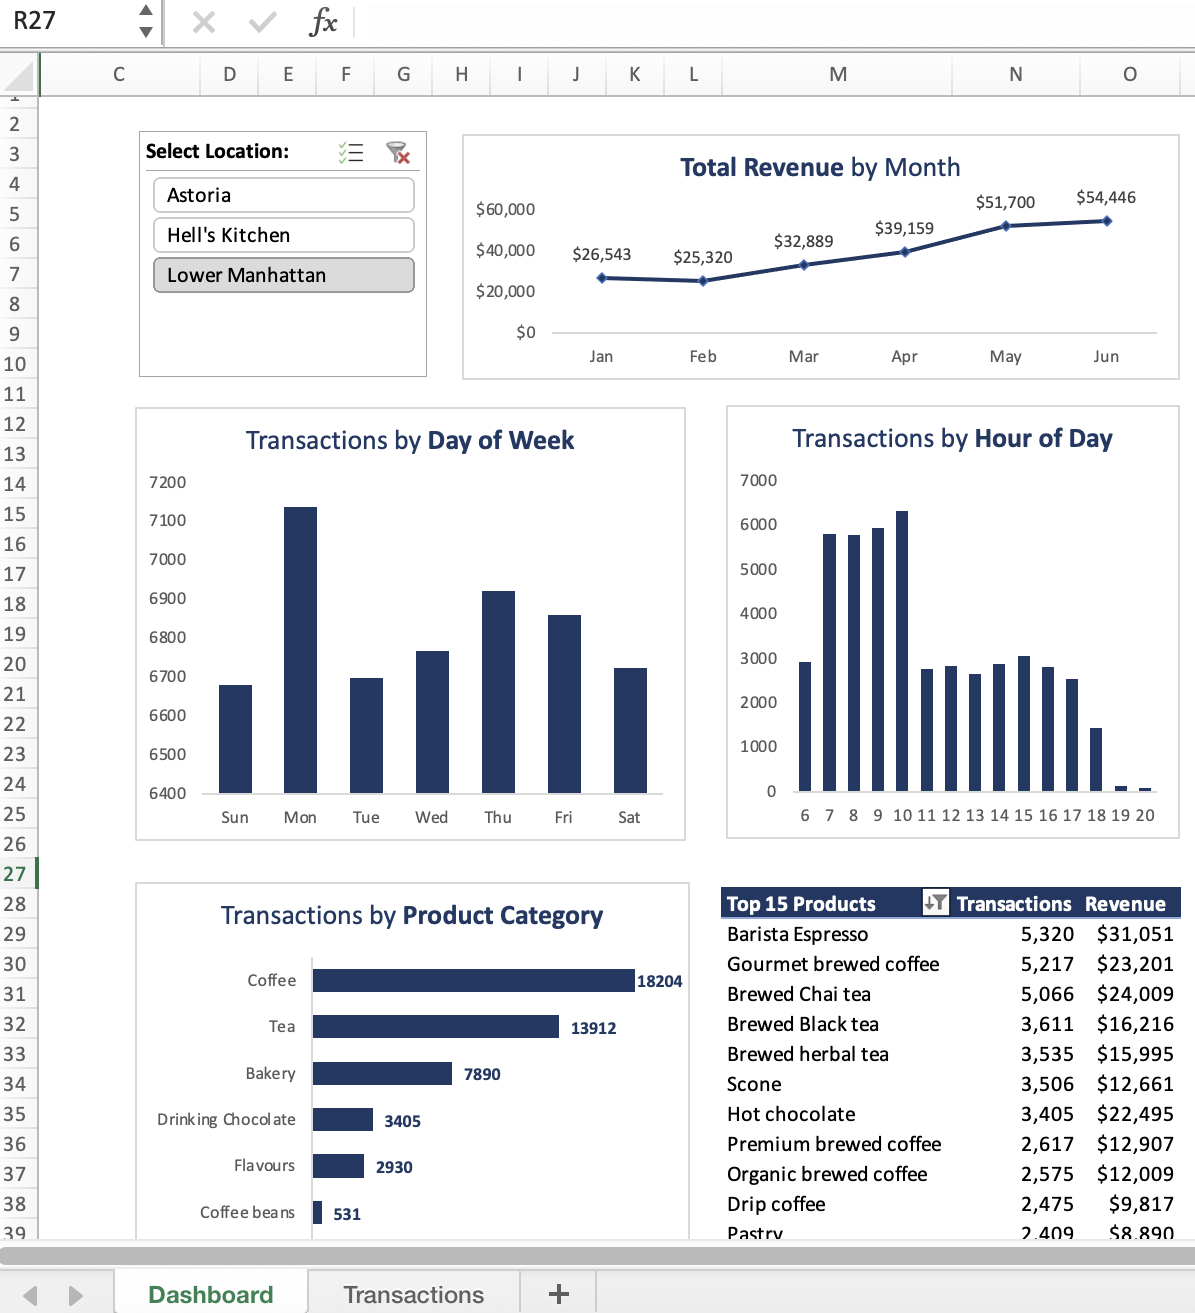 R27
fx
C D E F G H I J K L M N O
1
2
3
4
5
6
7
8
9
10
11
12
13
14
15
16
17
18
19
20
21
22
23
24
25
26
27
28
29
30
31
32
33
34
35
36
37
38
39
Select Location:
Astoria
Hell's Kitchen
Lower Manhattan
Total Revenue by Month
$60,000
$40,000
$20,000
$0
$26,543 $25,320 $32,889 $39,159 $51,700 $54,446
Jan Feb Mar Apr May Jun
Transactions by Day of Week
7200
7100
7000
6900
6800
6700
6600
6500
6400
Sun Mon Tue Wed Thu Fri Sat
Transactions by Hour of Day
7000
6000
5000
4000
3000
2000
1000
0
6 7 8 9 10 11 12 13 14 15 16 17 18 19 20
Transactions by Product Category
Coffee 18204
Tea 13912
Bakery 7890
Drinking Chocolate 3405
Flavours 2930
Coffee beans 531
Top 15 Products Transactions Revenue
Barista Espresso 5,320 $31,051
Gourmet brewed coffee 5,217 $23,201
Brewed Chai tea 5,066 $24,009
Brewed Black tea 3,611 $16,216
Brewed herbal tea 3,535 $15,995
Scone 3,506 $12,661
Hot chocolate 3,405 $22,495
Premium brewed coffee 2,617 $12,907
Organic brewed coffee 2,575 $12,009
Drip coffee 2,475 $9,817
Pastry 2,409 $8,890
Dashboard Transactions +